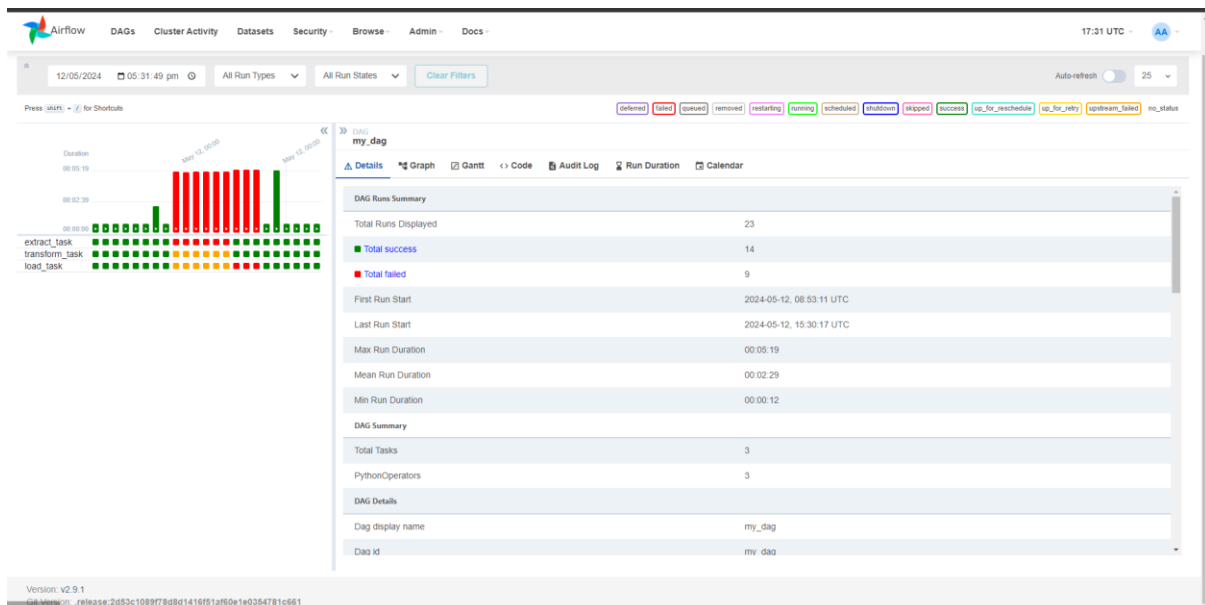 Airflow DAGs Cluster Activity Datasets Security Browse Admin Docs 17:31 UTC AA
12/05/2024 05:31:49 pm All Run Types All Run States Clear Filters Auto-refresh 25
Press shift + / for Shortcuts deferred failed queued removed restarting running scheduled shutdown skipped success up_for_reschedule up_for_retry upstream_failed no_status
DAG
my_dag
Details Graph Gantt <> Code Audit Log Run Duration Calendar
Duration May 12, 00:00 May 12, 00:00
00:05:19
00:02:39
00:00:00
extract_task
transform_task
load_task
DAG Runs Summary
Total Runs Displayed 23
Total success 14
Total failed 9
First Run Start 2024-05-12, 08:53:11 UTC
Last Run Start 2024-05-12, 15:30:17 UTC
Max Run Duration 00:05:19
Mean Run Duration 00:02:29
Min Run Duration 00:00:12
DAG Summary
Total Tasks 3
PythonOperators 3
DAG Details
Dag display name my_dag
Dag id my_dag
Version: v2.9.1
Git Version: .release:2d53c1089f78d8d1416f51af60e1e0354781c661